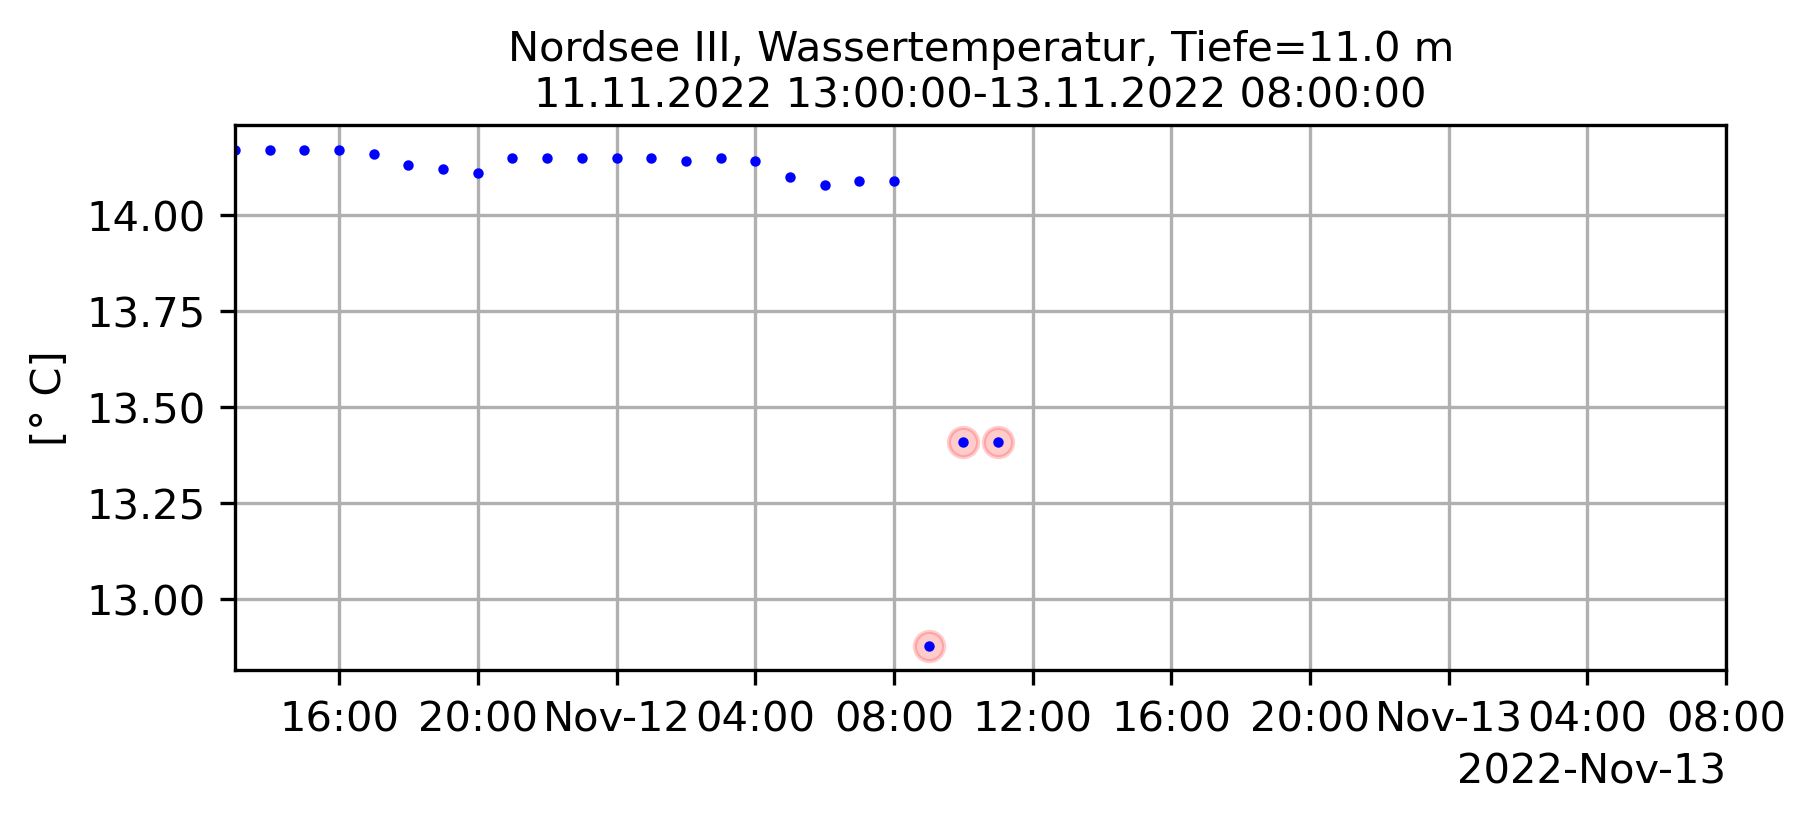 Nordsee III, Wassertemperatur, Tiefe=11.0 m
11.11.2022 13:00:00-13.11.2022 08:00:00
[° C]
14.00
13.75
13.50
13.25
13.00
16:00 20:00 Nov-12 04:00 08:00 12:00 16:00 20:00 Nov-13 04:00 08:00
2022-Nov-13